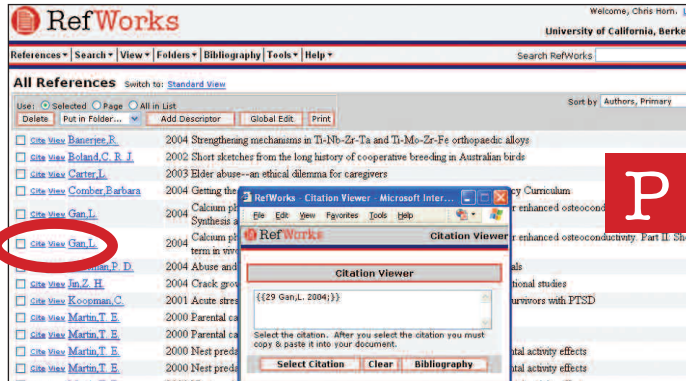 RefWorks
Welcome, Chris Horn.
University of California, Berke
References Search View Folders Bibliography Tools Help
Search RefWorks
All References Switch to: Standard View
Use: Selected Page All in List
Sort by Authors, Primary
Delete Put in Folder... Add Descriptor Global Edit Print
Cite View Banerjee,R. 2004 Strengthening mechanisms in Ti-Nb-Zr-Ta and Ti-Mo-Zr-Fe orthopaedic alloys
Cite View Boland,C. R. J. 2002 Short sketches from the long history of cooperative breeding in Australian birds
Cite View Carter,L. 2003 Elder abuse--an ethical dilemma for caregivers
Cite View Comber,Barbara 2004 Getting the cy Curriculum
Cite View Gan,L. 2004 Calcium ph r enhanced osteocond
Synthesis a
Cite View Gan,L. 2004 Calcium ph r enhanced osteoconductivity. Part II. Sh
term in vivo
man,P. D. 2004 Abuse and als
Cite View Jin,Z. H. 2004 Crack grow tional studies
Cite View Koopman,C. 2001 Acute stres urvivors with PTSD
Cite View Martin,T. E. 2000 Parental ca
Cite View Martin,T. E. 2000 Parental ca
Cite View Martin,T. E. 2000 Nest preda ntal activity effects
Cite View Martin,T. E. 2000 Nest preda ntal activity effects
P
RefWorks - Citation Viewer - Microsoft Inter...
File Edit View Favorites Tools Help
RefWorks Citation Viewer
Citation Viewer
{{29 Gan,L. 2004;}}
Select the citation. After you select the citation you must
copy & paste it into your document.
Select Citation Clear Bibliography